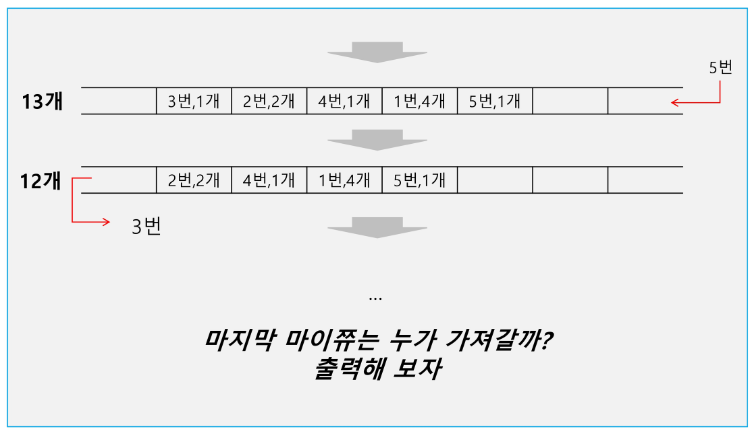 5번
13개 3번,1개 2번,2개 4번,1개 1번,4개 5번,1개
12개 2번,2개 4번,1개 1번,4개 5번,1개
3번
...
마지막 마이쮸는 누가 가져갈까?
출력해 보자